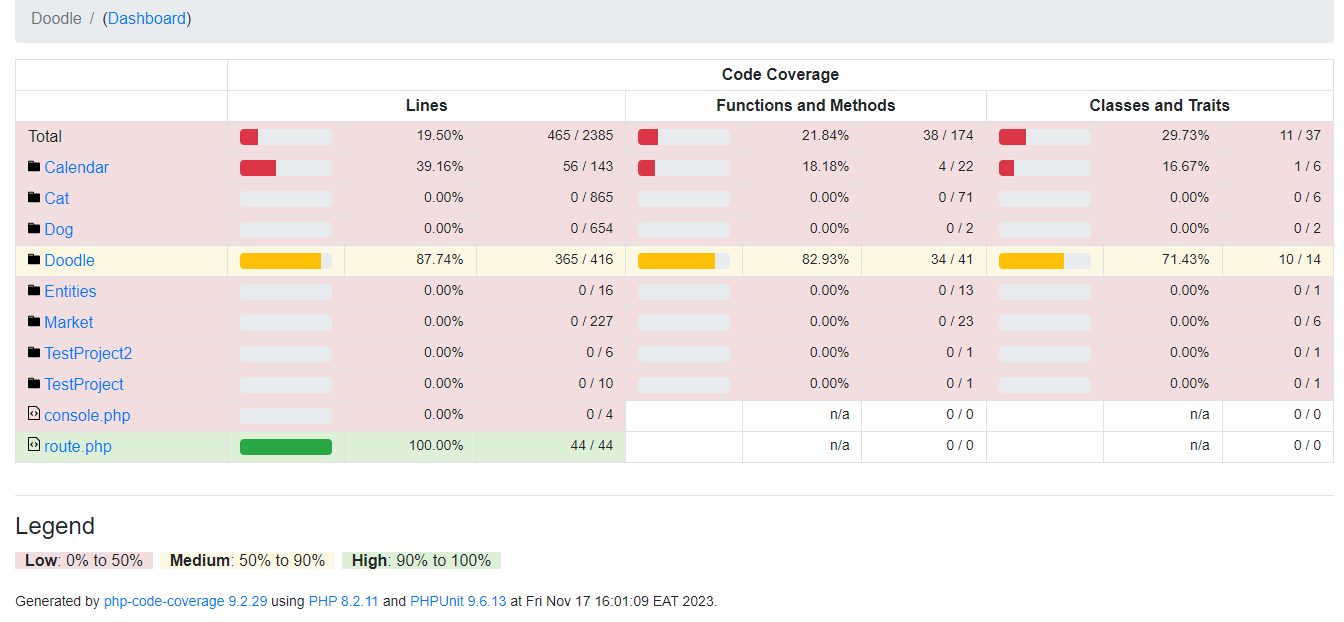 Doodle / (Dashboard)
Code Coverage
Lines Functions and Methods Classes and Traits
Total 19.50% 465 / 2385 21.84% 38 / 174 29.73% 11 / 37
Calendar 39.16% 56 / 143 18.18% 4 / 22 16.67% 1 / 6
Cat 0.00% 0 / 865 0.00% 0 / 71 0.00% 0 / 6
Dog 0.00% 0 / 654 0.00% 0 / 2 0.00% 0 / 2
Doodle 87.74% 365 / 416 82.93% 34 / 41 71.43% 10 / 14
Entities 0.00% 0 / 16 0.00% 0 / 13 0.00% 0 / 1
Market 0.00% 0 / 227 0.00% 0 / 23 0.00% 0 / 6
TestProject2 0.00% 0 / 6 0.00% 0 / 1 0.00% 0 / 1
TestProject 0.00% 0 / 10 0.00% 0 / 1 0.00% 0 / 1
console.php 0.00% 0 / 4 n/a 0 / 0 n/a 0 / 0
route.php 100.00% 44 / 44 n/a 0 / 0 n/a 0 / 0
Legend
Low: 0% to 50% Medium: 50% to 90% High: 90% to 100%
Generated by php-code-coverage 9.2.29 using PHP 8.2.11 and PHPUnit 9.6.13 at Fri Nov 17 16:01:09 EAT 2023.